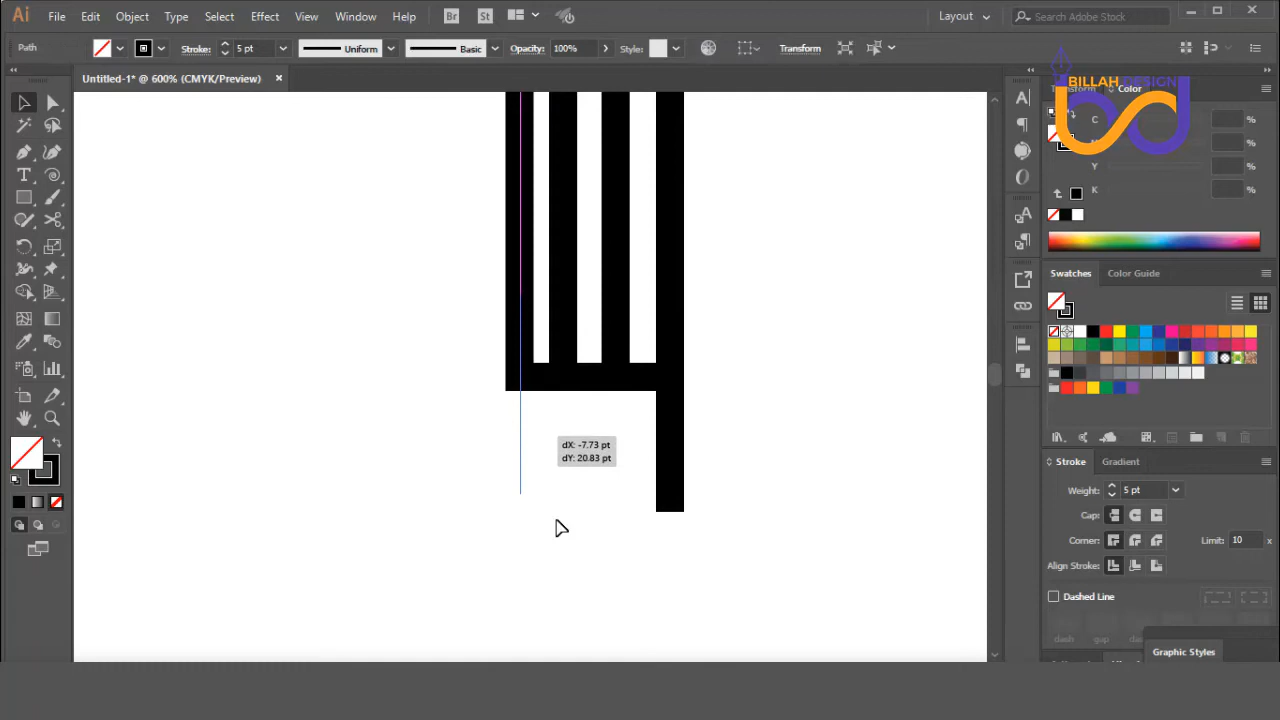 Ai File Edit Object Type Select Effect View Window Help Br St Layout Search Adobe Stock
Path Stroke: 5 pt Uniform Basic Opacity: 100% Style: Transform
Untitled-1* @ 600% (CMYK/Preview)
BILLAH DESIGN
Color
C %
M %
Y %
K %
Swatches Color Guide
dX: -7.73 pt
dY: 20.83 pt
Stroke Gradient
Weight: 5 pt
Cap:
Corner: Limit: 10 x
Align Stroke:
Dashed Line
dash gap
Graphic Styles